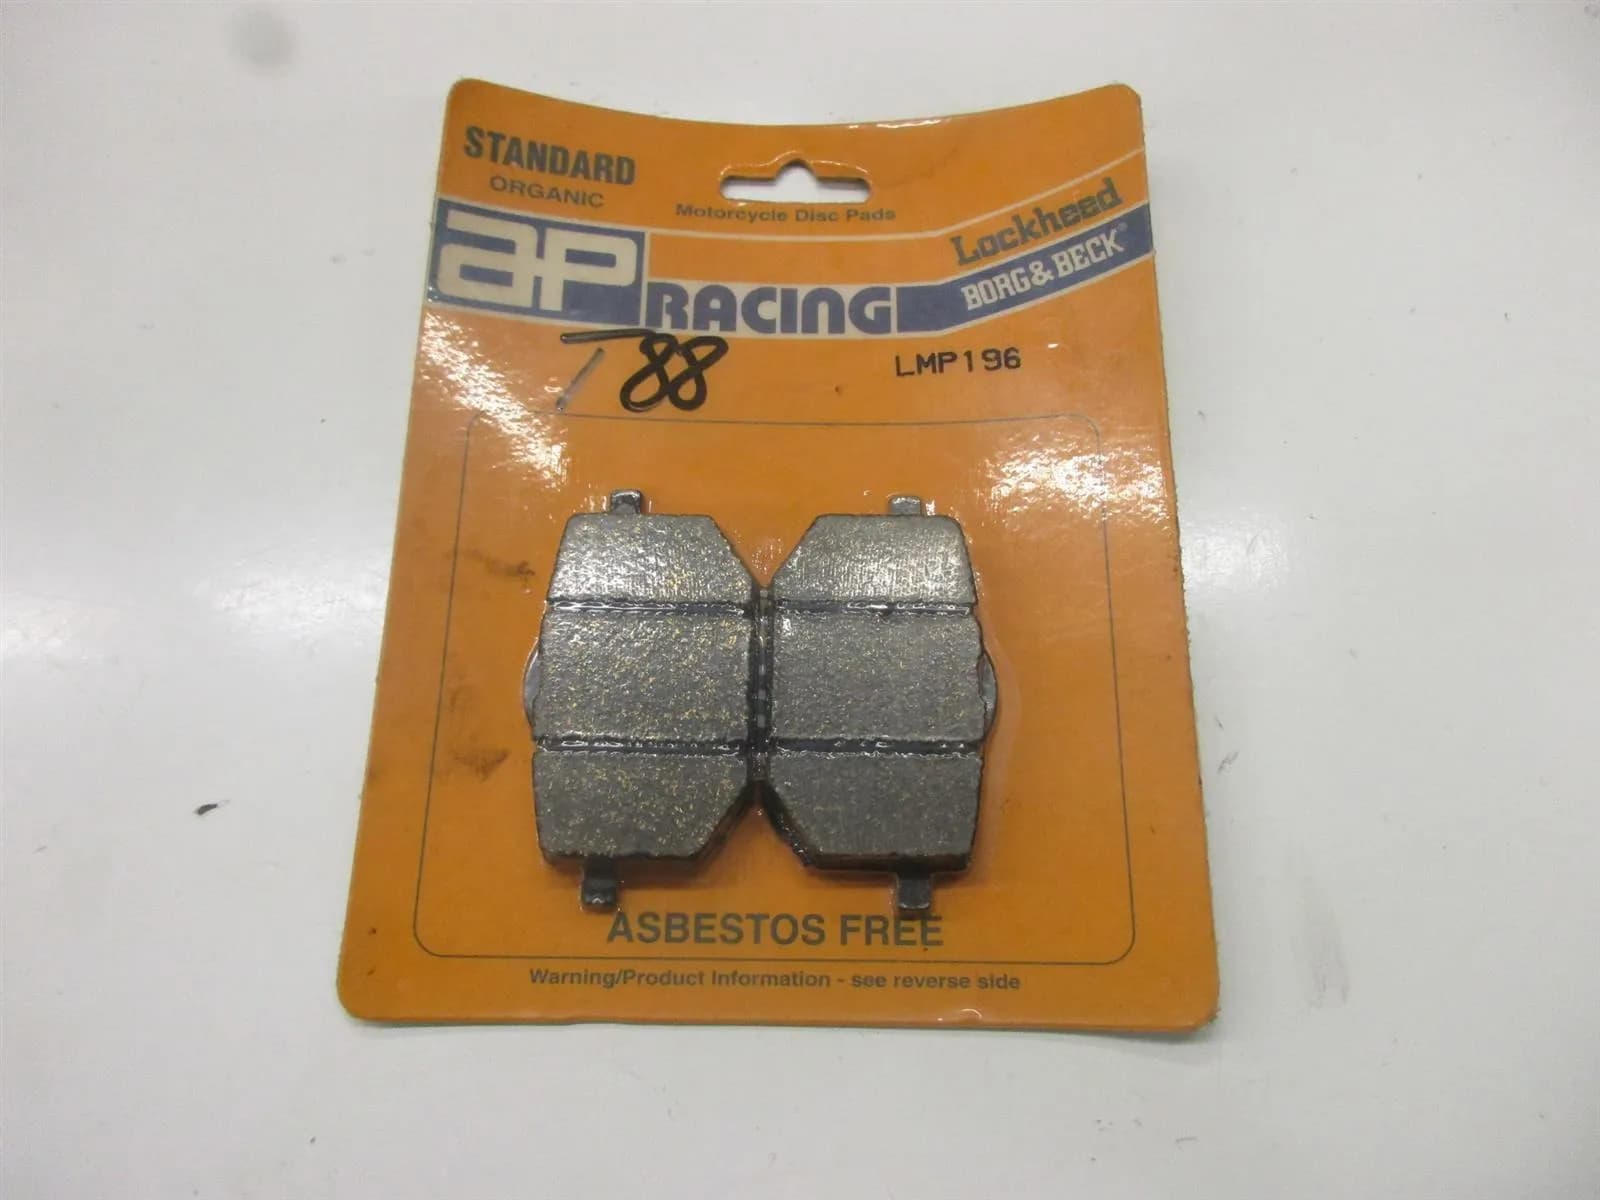 STANDARD
ORGANIC
Motorcycle Disc Pads
ap RACING
Lockheed
BORG & BECK®
788
LMP196
ASBESTOS FREE
Warning/Product Information - see reverse side